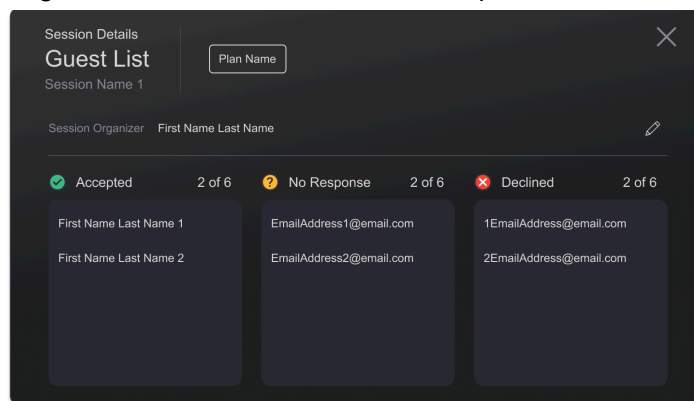 Session Details
Guest List
Plan Name
Session Name 1
Session Organizer First Name Last Name
Accepted 2 of 6
No Response 2 of 6
Declined 2 of 6
First Name Last Name 1
First Name Last Name 2
EmailAddress1@email.com
EmailAddress2@email.com
1EmailAddress@email.com
2EmailAddress@email.com